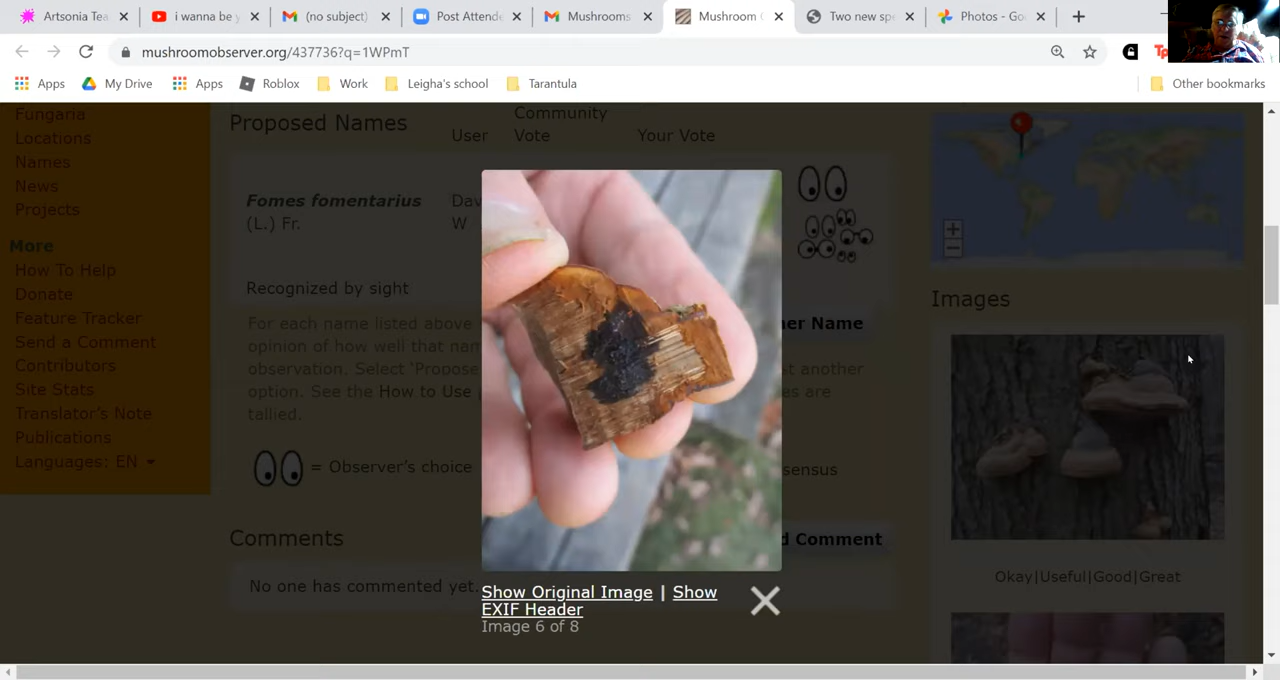 Artsonia Tea
i wanna be y
(no subject)
Post Attende
Mushrooms
Mushroom O
Two new spe
Photos - Goo
mushroomobserver.org/437736?q=1WPmT
Apps
My Drive
Apps
Roblox
Work
Leigha's school
Tarantula
Other bookmarks
Fungaria
Locations
Names
News
Projects
More
How To Help
Donate
Feature Tracker
Send a Comment
Contributors
Site Stats
Translator's Note
Publications
Languages: EN
Proposed Names
User
Community
Vote
Your Vote
Fomes fomentarius
(L.) Fr.
Dav
W
Recognized by sight
For each name listed above
opinion of how well that nam
observation. Select 'Propose
option. See the How to Use
tallied.
her Name
st another
es are
= Observer's choice
sensus
Comments
d Comment
No one has commented yet.
Show Original Image | Show
EXIF Header
Image 6 of 8
Images
Okay|Useful|Good|Great